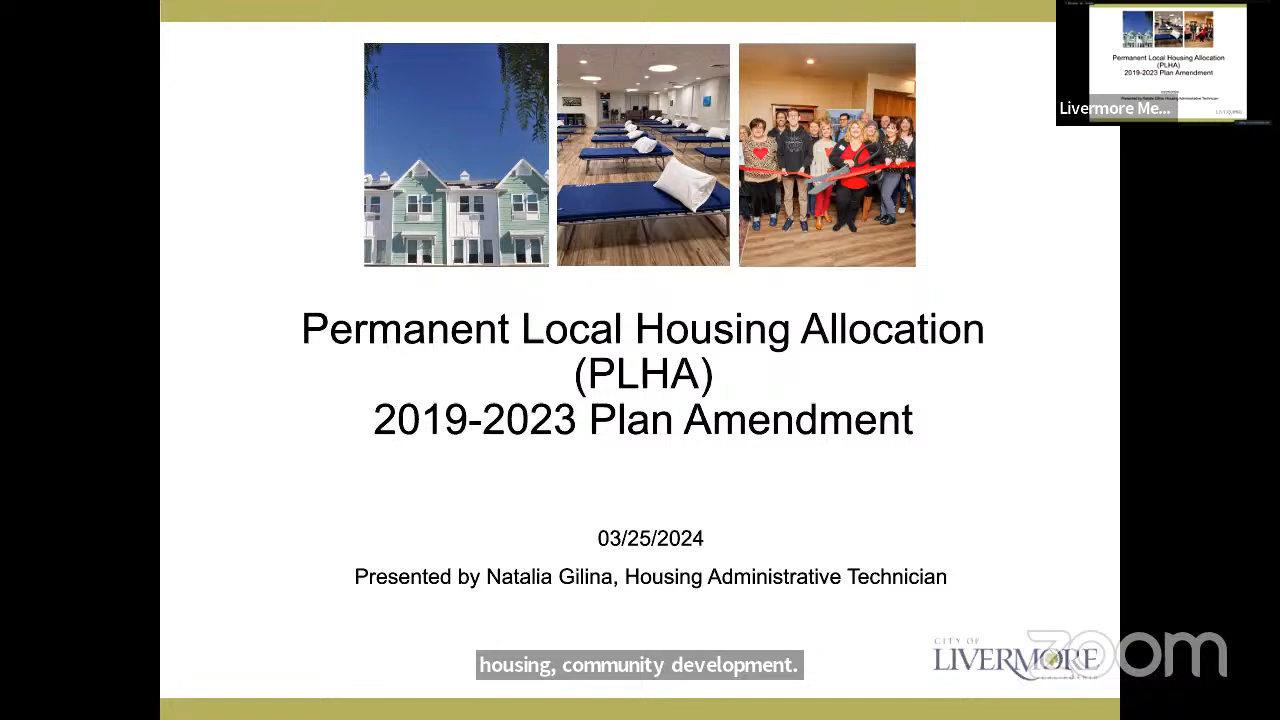 Permanent Local Housing Allocation
(PLHA)
2019-2023 Plan Amendment
Livermore Me...
Permanent Local Housing Allocation
(PLHA)
2019-2023 Plan Amendment
03/25/2024
Presented by Natalia Gilina, Housing Administrative Technician
housing, community development.
CITY OF
LIVERMORE
CALIFORNIA
zoom